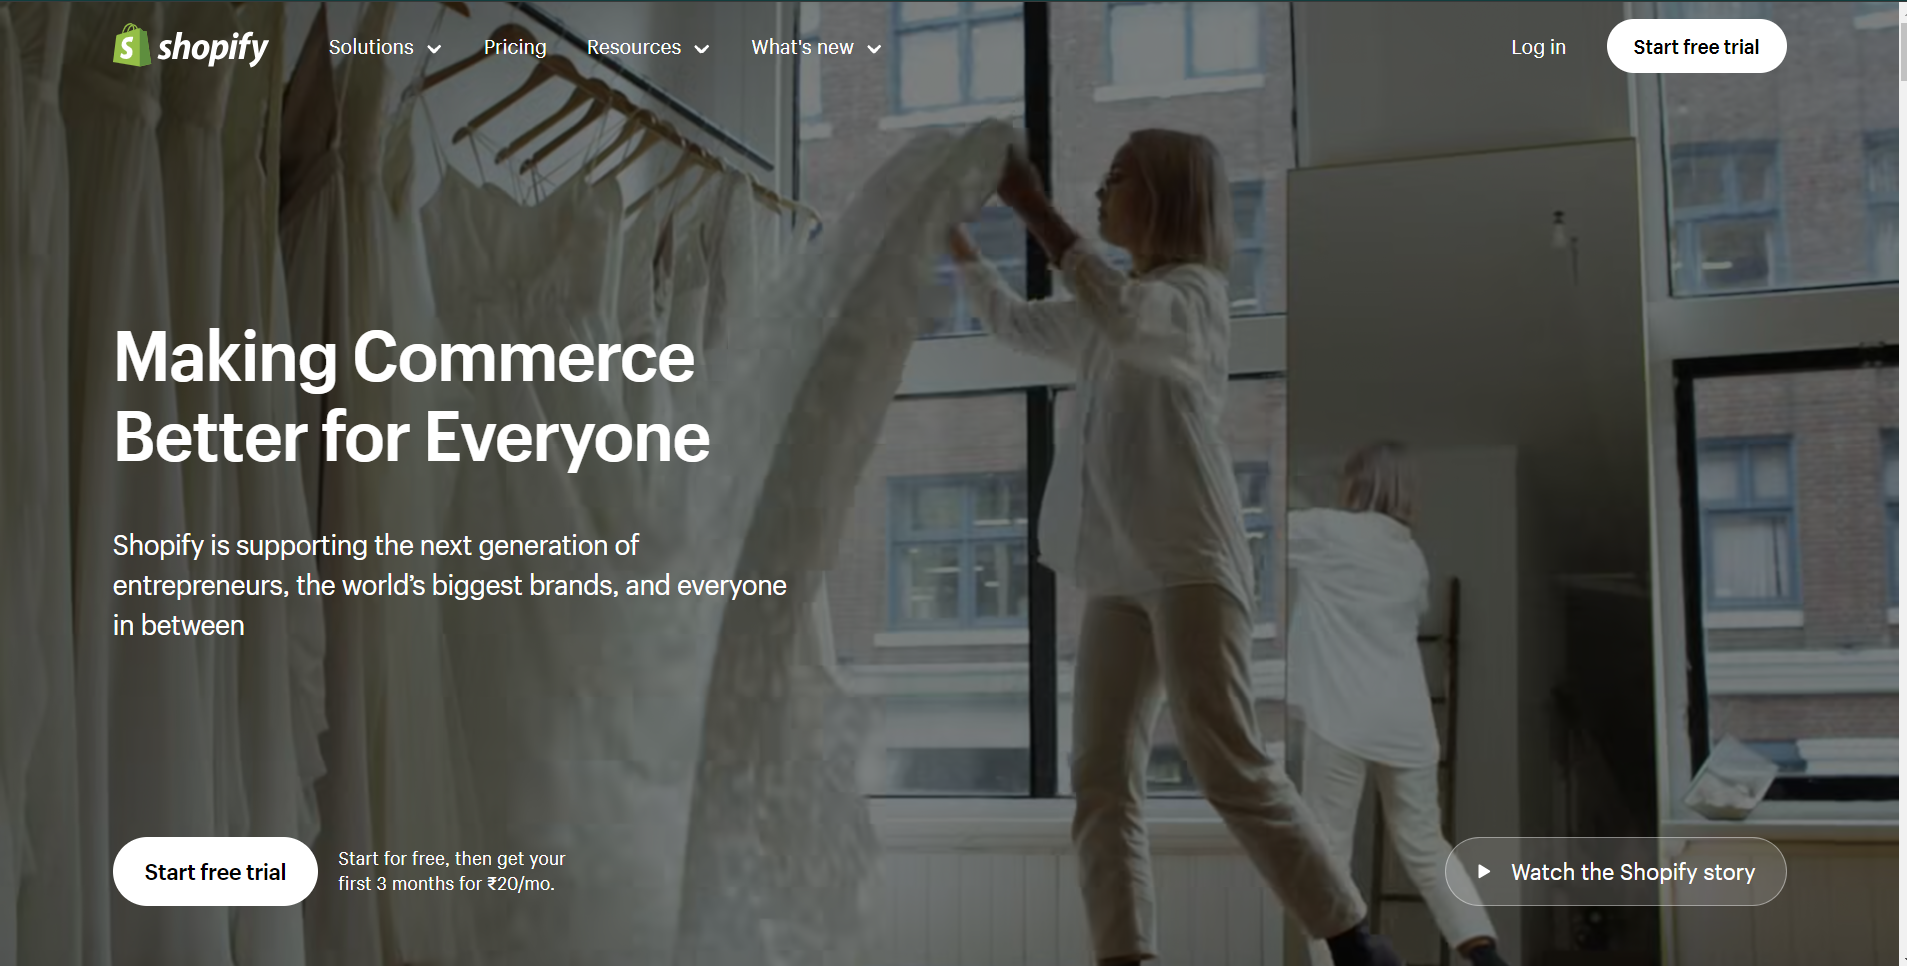 shopify
Solutions
Pricing
Resources
What's new
Log in
Start free trial
Making Commerce
Better for Everyone
Shopify is supporting the next generation of
entrepreneurs, the world’s biggest brands, and everyone
in between
Start free trial
Start for free, then get your
first 3 months for ₹20/mo.
Watch the Shopify story